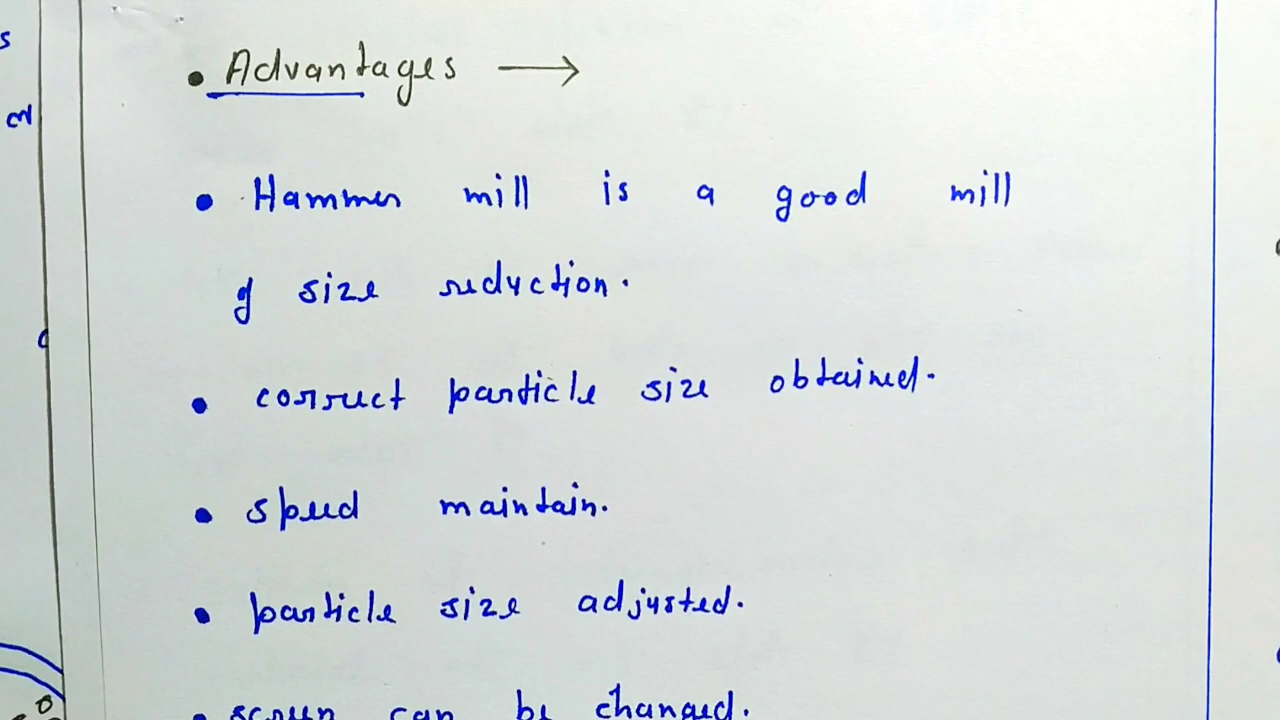 • Advantages →
• Hammer mill is a good mill
of size reduction.
• correct particle size obtained.
• speed maintain.
• particle size adjusted.
• screen can be changed.